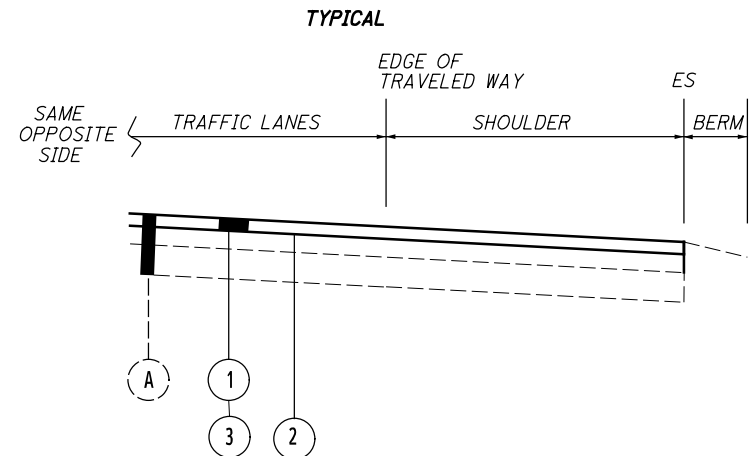 TYPICAL
EDGE OF
TRAVELED WAY
ES
SAME
OPPOSITE
SIDE
TRAFFIC LANES
SHOULDER
BERM
A
1
3
2